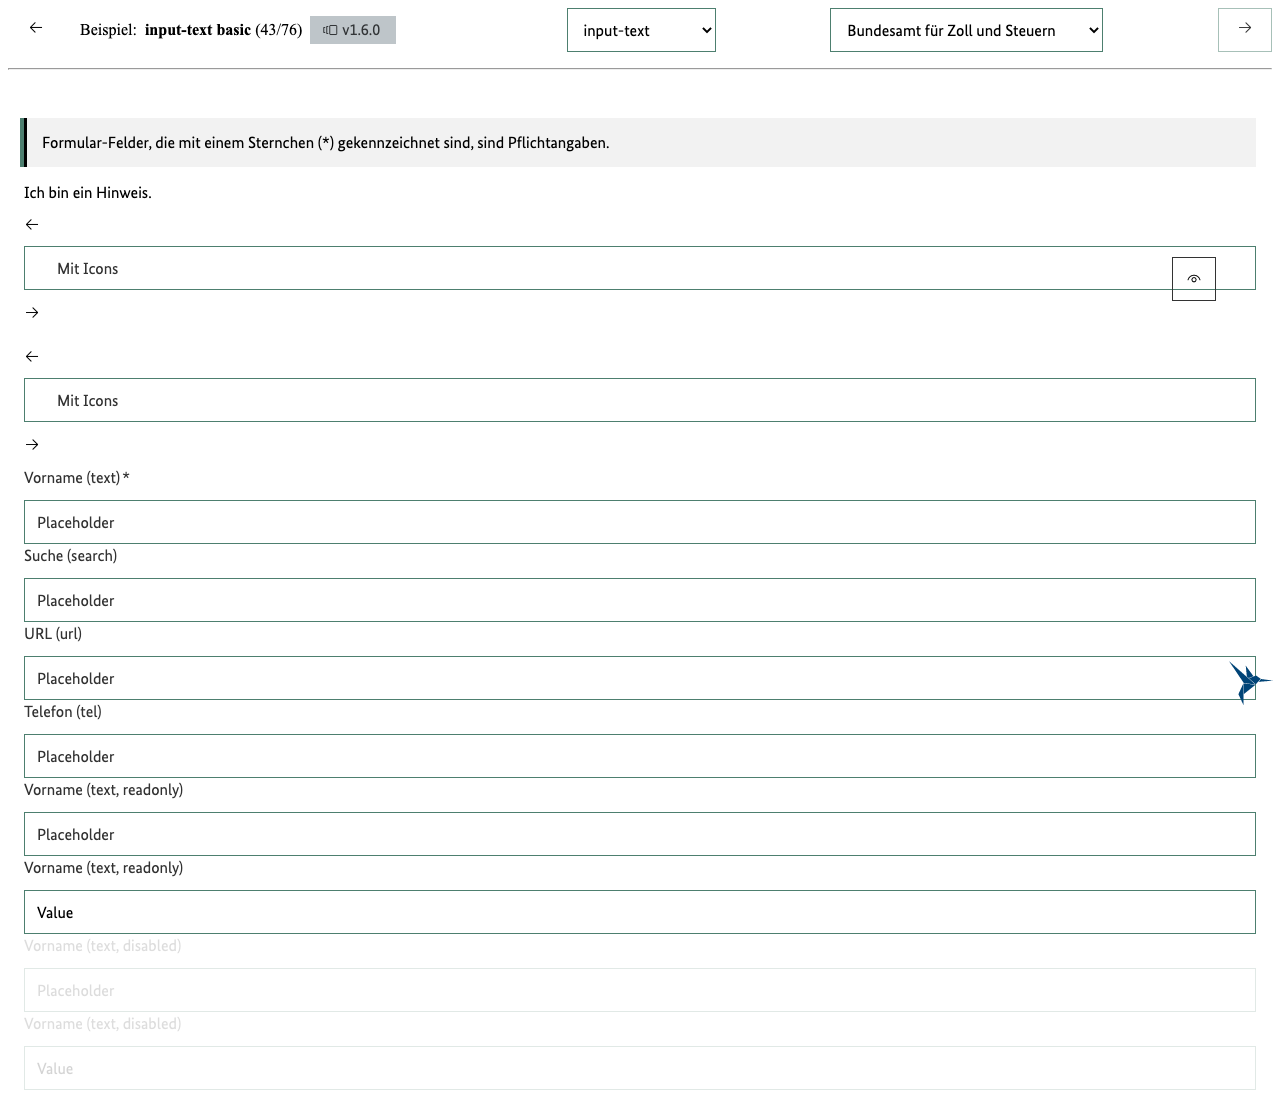 Beispiel: input-text basic (43/76) v1.6.0 input-text Bundesamt für Zoll und Steuern
Formular-Felder, die mit einem Sternchen (*) gekennzeichnet sind, sind Pflichtangaben.
Ich bin ein Hinweis.
Mit Icons
Mit Icons
Vorname (text) *
Placeholder
Suche (search)
Placeholder
URL (url)
Placeholder
Telefon (tel)
Placeholder
Vorname (text, readonly)
Placeholder
Vorname (text, readonly)
Value
Vorname (text, disabled)
Placeholder
Vorname (text, disabled)
Value